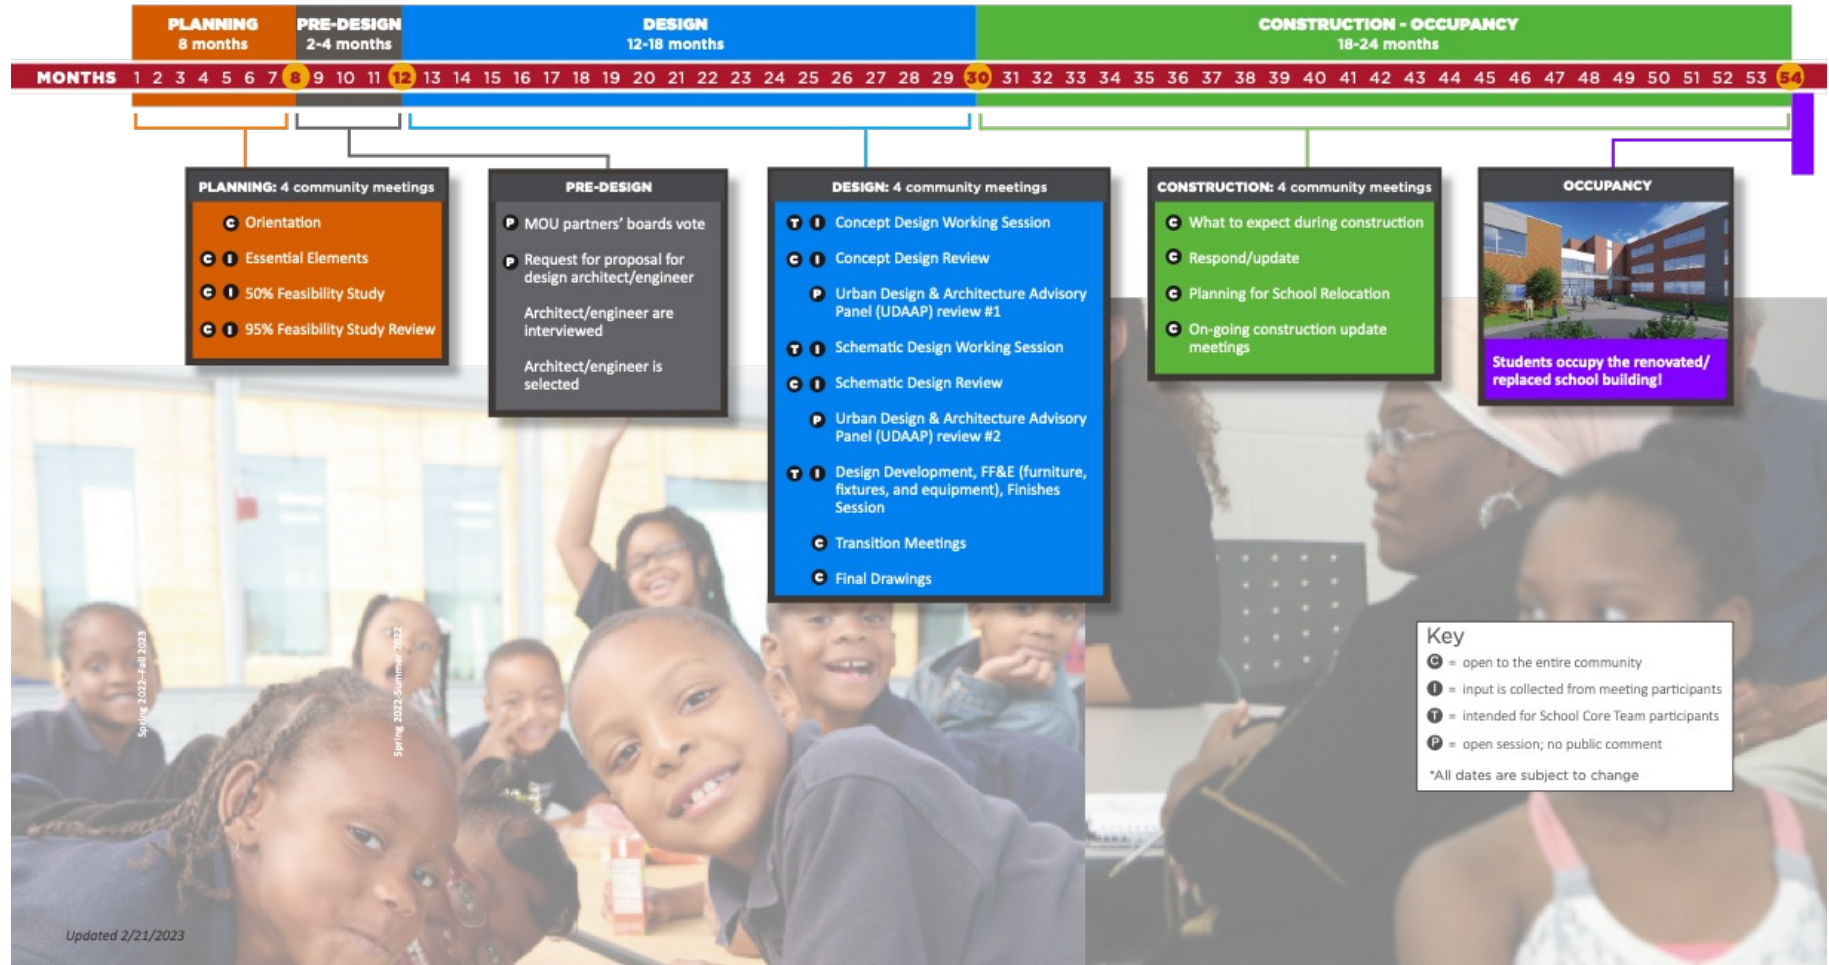 PLANNING
8 months
PRE-DESIGN
2-4 months
DESIGN
12-18 months
CONSTRUCTION - OCCUPANCY
18-24 months
MONTHS 1 2 3 4 5 6 7 8 9 10 11 12 13 14 15 16 17 18 19 20 21 22 23 24 25 26 27 28 29 30 31 32 33 34 35 36 37 38 39 40 41 42 43 44 45 46 47 48 49 50 51 52 53 54
PLANNING: 4 community meetings
C Orientation
C I Essential Elements
C I 50% Feasibility Study
C I 95% Feasibility Study Review
PRE-DESIGN
P MOU partners' boards vote
P Request for proposal for
design architect/engineer
Architect/engineer are
interviewed
Architect/engineer is
selected
DESIGN: 4 community meetings
T I Concept Design Working Session
C I Concept Design Review
P Urban Design & Architecture Advisory
Panel (UDAAP) review #1
T I Schematic Design Working Session
C I Schematic Design Review
P Urban Design & Architecture Advisory
Panel (UDAAP) review #2
T I Design Development, FF&E (furniture,
fixtures, and equipment), Finishes
Session
C Transition Meetings
C Final Drawings
CONSTRUCTION: 4 community meetings
C What to expect during construction
C Respond/update
C Planning for School Relocation
C On-going construction update
meetings
OCCUPANCY
Students occupy the renovated/
replaced school building!
Spring 2022-Fall 2023
Spring 2022-Summer 2022
Key
C = open to the entire community
I = input is collected from meeting participants
T = intended for School Core Team participants
P = open session; no public comment
*All dates are subject to change
Updated 2/21/2023